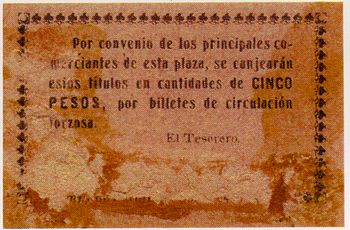 Por convenio de los principales co-
merciantes de esta plaza, se canjearán
estos títulos en cantidades de CINCO
PESOS, por billetes de circulación
forzosa.
El Tesorero.